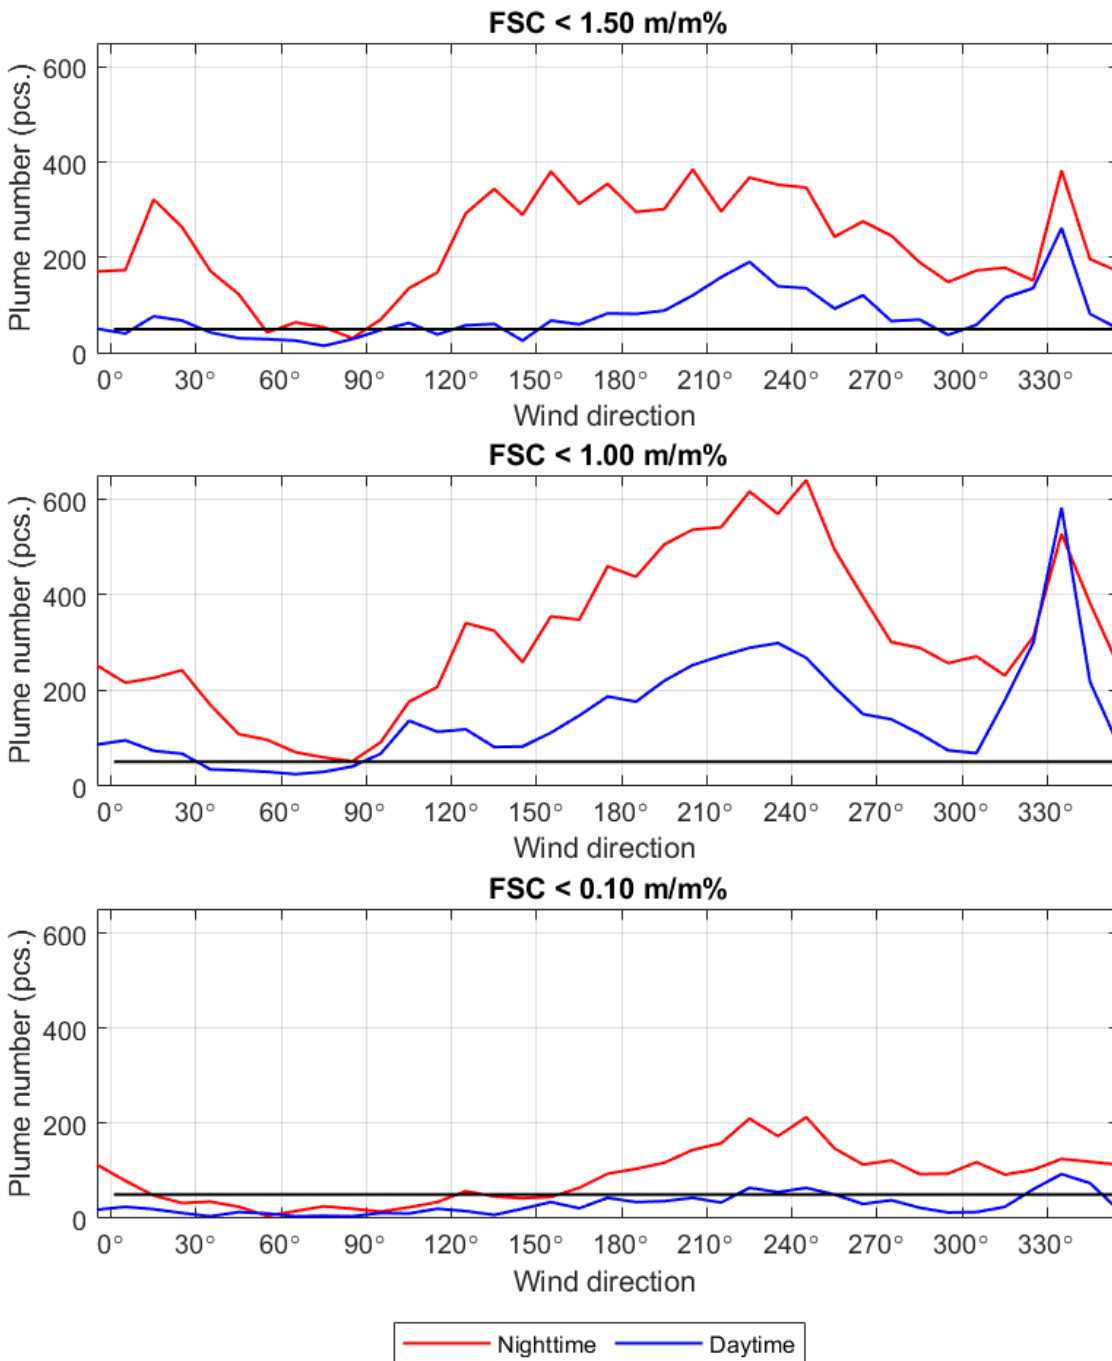 FSC < 1.50 m/m%
Plume number (pcs.)
600
400
200
0
0° 30° 60° 90° 120° 150° 180° 210° 240° 270° 300° 330°
Wind direction
FSC < 1.00 m/m%
Plume number (pcs.)
600
400
200
0
0° 30° 60° 90° 120° 150° 180° 210° 240° 270° 300° 330°
Wind direction
FSC < 0.10 m/m%
Plume number (pcs.)
600
400
200
0
0° 30° 60° 90° 120° 150° 180° 210° 240° 270° 300° 330°
Wind direction
Nighttime Daytime